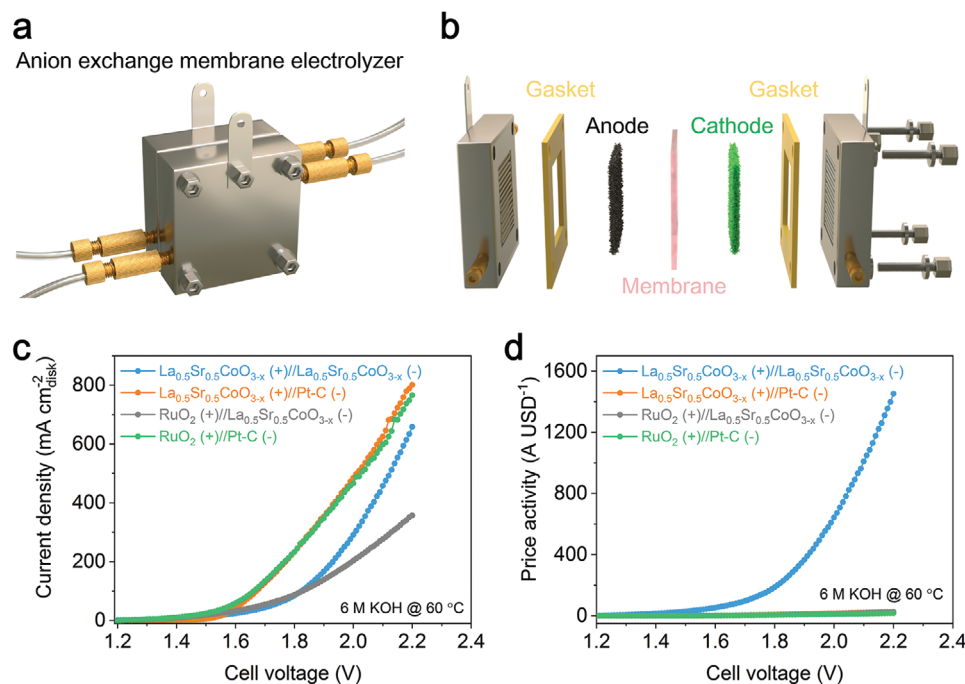 a
Anion exchange membrane electrolyzer
b
Gasket
Gasket
Anode
Cathode
Membrane
c
Current density (mA cm⁻²disk)
800
600
400
200
0
La0.5Sr0.5CoO3-x (+)//La0.5Sr0.5CoO3-x (-)
La0.5Sr0.5CoO3-x (+)//Pt-C (-)
RuO2 (+)//La0.5Sr0.5CoO3-x (-)
RuO2 (+)//Pt-C (-)
6 M KOH @ 60 °C
1.2 1.4 1.6 1.8 2.0 2.2 2.4
Cell voltage (V)
d
Price activity (A USD⁻¹)
1600
1200
800
400
0
La0.5Sr0.5CoO3-x (+)//La0.5Sr0.5CoO3-x (-)
La0.5Sr0.5CoO3-x (+)//Pt-C (-)
RuO2 (+)//La0.5Sr0.5CoO3-x (-)
RuO2 (+)//Pt-C (-)
6 M KOH @ 60 °C
1.2 1.4 1.6 1.8 2.0 2.2 2.4
Cell voltage (V)